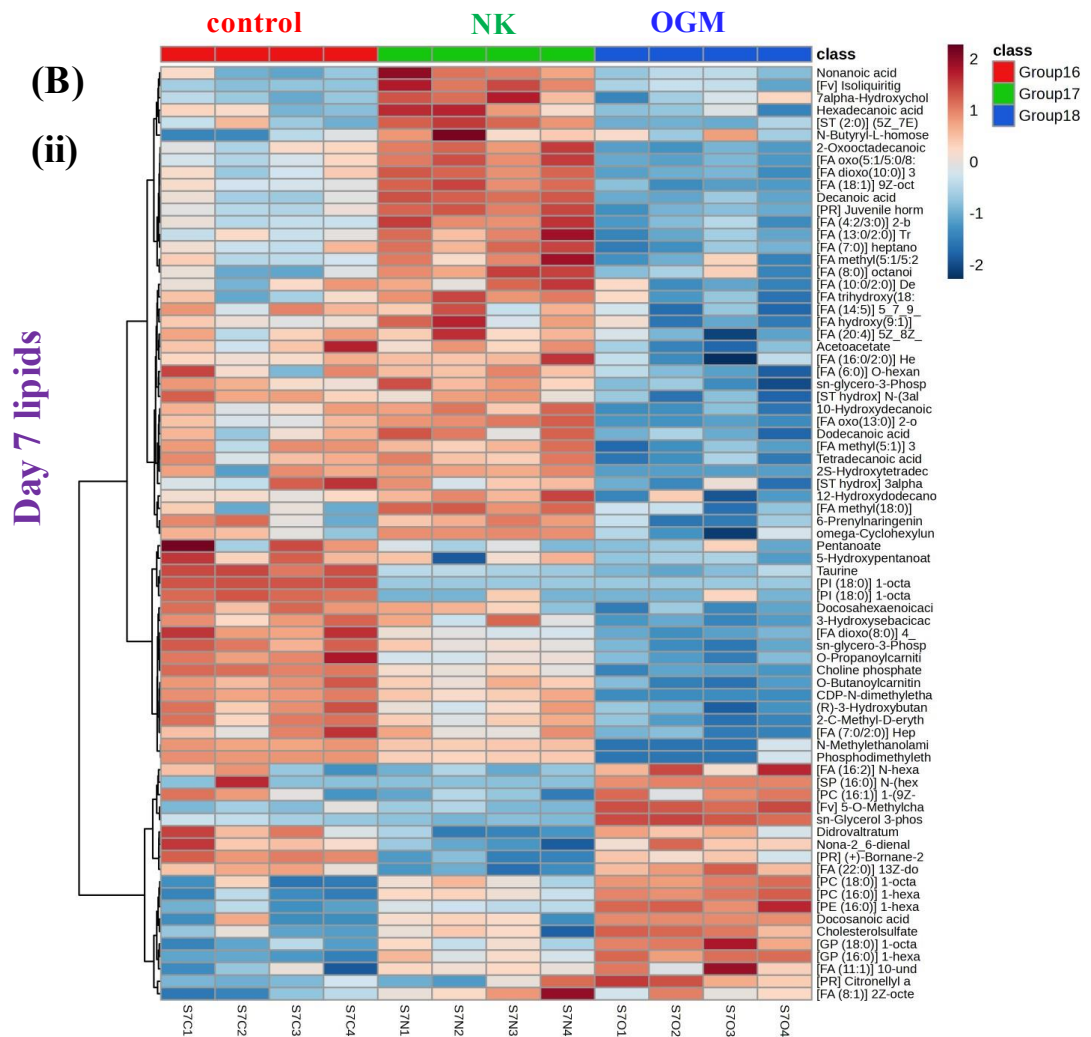 control NK OGM
(B)
(ii)
Day 7 lipids
class
Nonanoic acid
[Fv] Isoliquiritig
7alpha-Hydroxychol
Hexadecanoic acid
[ST (2:0)] (5Z_7E)
N-Butyryl-L-homose
2-Oxooctadecanoic
[FA oxo(5:1/5:0/8:
[FA dioxo(10:0)] 3
[FA (18:1)] 9Z-oct
Decanoic acid
[PR] Juvenile horm
[FA (4:2/3:0)] 2-b
[FA (13:0/2:0)] Tr
[FA (7:0)] heptano
[FA methyl(5:1/5:2
[FA (8:0)] octanoi
[FA (10:0/2:0)] De
[FA trihydroxy(18:
[FA (14:5)] 5_7_9_
[FA hydroxy(9:1)]
[FA (20:4)] 5Z_8Z_
Acetoacetate
[FA (16:0/2:0)] He
[FA (6:0)] O-hexan
sn-glycero-3-Phosp
[ST hydrox] N-(3al
10-Hydroxydecanoic
[FA oxo(13:0)] 2-o
Dodecanoic acid
[FA methyl(5:1)] 3
Tetradecanoic acid
2S-Hydroxytetradec
[ST hydrox] 3alpha
12-Hydroxydodecano
[FA methyl(18:0)]
6-Prenylnaringenin
omega-Cyclohexylun
Pentanoate
5-Hydroxypentanoat
Taurine
[PI (18:0)] 1-octa
[PI (18:0)] 1-octa
Docosahexaenoicaci
3-Hydroxysebacicac
[FA dioxo(8:0)] 4_
sn-glycero-3-Phosp
O-Propanoylcarniti
Choline phosphate
O-Butanoylcarnitin
CDP-N-dimethyletha
(R)-3-Hydroxybutan
2-C-Methyl-D-eryth
[FA (7:0/2:0)] Hep
N-Methylethanolami
Phosphodimethyleth
[FA (16:2)] N-hexa
[SP (16:0)] N-(hex
[PC (16:1)] 1-(9Z-
[Fv] 5-O-Methylcha
sn-Glycerol 3-phos
Didrovaltratum
Nona-2_6-dienal
[PR] (+)-Bornane-2
[FA (22:0)] 13Z-do
[PC (18:0)] 1-octa
[PC (16:0)] 1-hexa
[PE (16:0)] 1-hexa
Docosanoic acid
Cholesterolsulfate
[GP (18:0)] 1-octa
[GP (16:0)] 1-hexa
[FA (11:1)] 10-und
[PR] Citronellyl a
[FA (8:1)] 2Z-octe
S7C1 S7C2 S7C3 S7C4 S7N1 S7N2 S7N3 S7N4 S7O1 S7O2 S7O3 S7O4
2
1
0
-1
-2
class
Group16
Group17
Group18